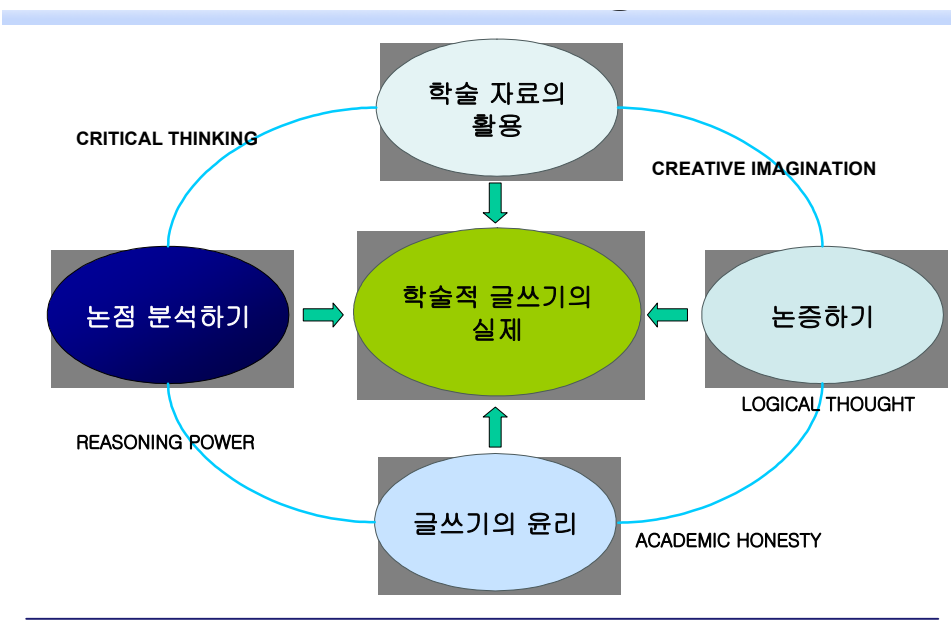 학술 자료의
활용
CRITICAL THINKING
CREATIVE IMAGINATION
논점 분석하기
학술적 글쓰기의
실제
논증하기
LOGICAL THOUGHT
REASONING POWER
글쓰기의 윤리
ACADEMIC HONESTY